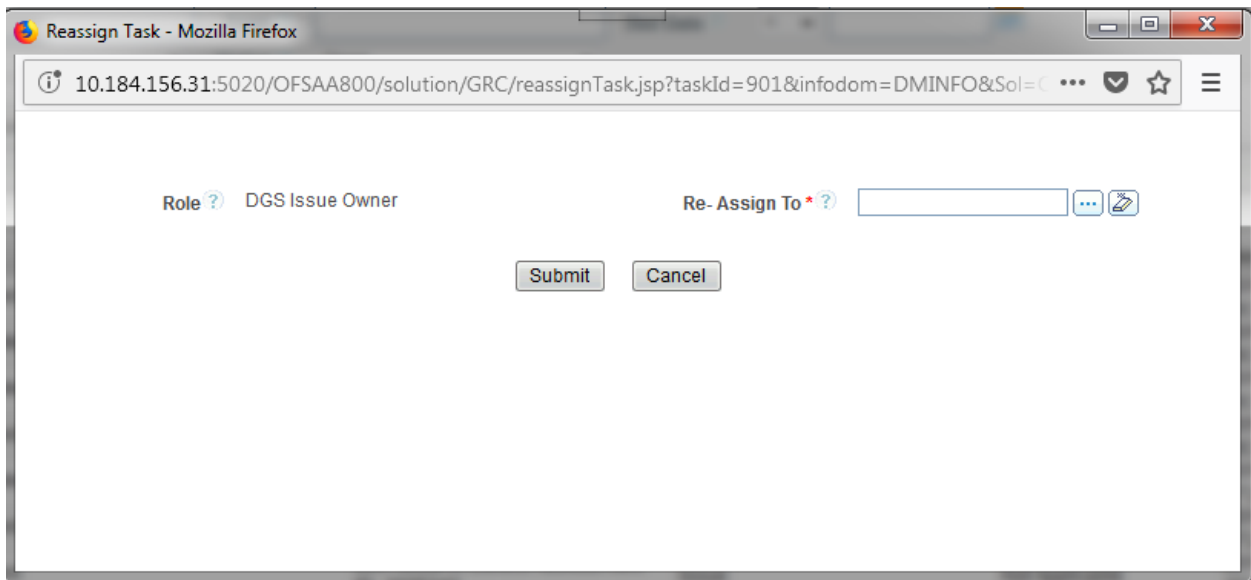 Reassign Task - Mozilla Firefox
10.184.156.31:5020/OFSAA800/solution/GRC/reassignTask.jsp?taskId=901&infodom=DMINFO&Sol=
Role ? DGS Issue Owner Re- Assign To * ?
Submit Cancel